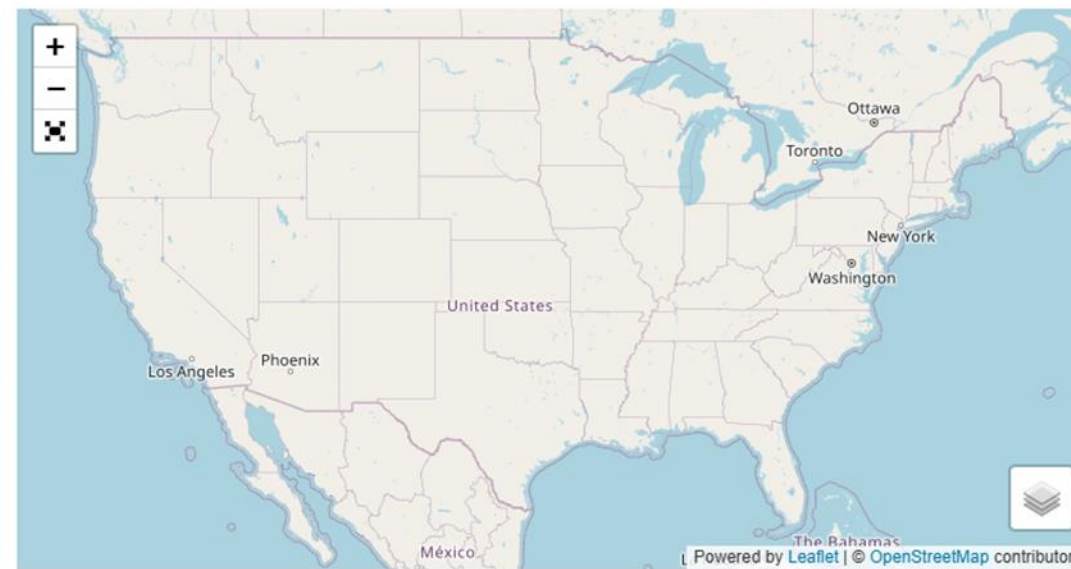 +
−
Ottawa
Toronto
New York
Washington
United States
Phoenix
Los Angeles
The Bahamas
México
Powered by Leaflet | © OpenStreetMap contributor